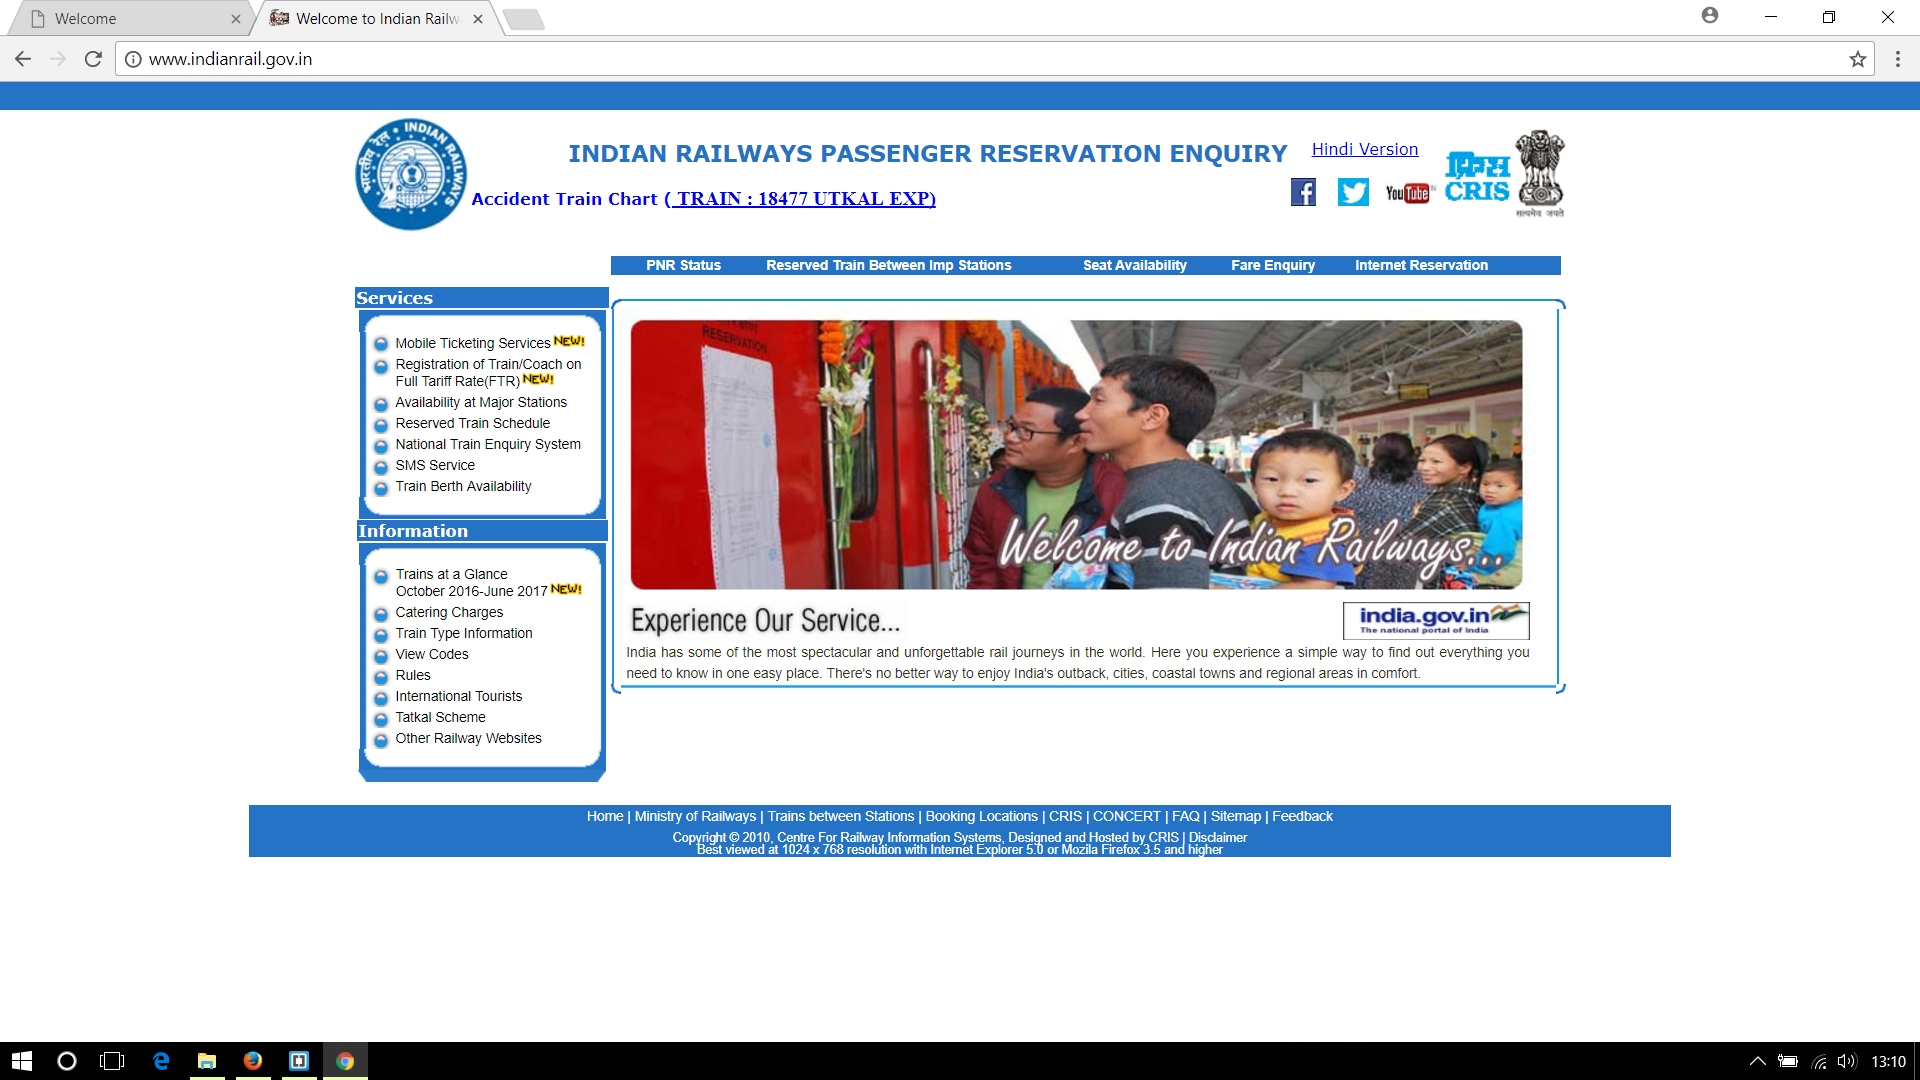 Welcome
Welcome to Indian Railw
www.indianrail.gov.in
भारतीय रेल INDIAN RAILWAYS
INDIAN RAILWAYS PASSENGER RESERVATION ENQUIRY
Hindi Version
Accident Train Chart ( TRAIN : 18477 UTKAL EXP)
YouTube IN
क्रिस
CRIS
सत्यमेव जयते
PNR Status Reserved Train Between Imp Stations Seat Availability Fare Enquiry Internet Reservation
Services
Mobile Ticketing Services NEW!
Registration of Train/Coach on
Full Tariff Rate(FTR) NEW!
Availability at Major Stations
Reserved Train Schedule
National Train Enquiry System
SMS Service
Train Berth Availability
Information
Trains at a Glance
October 2016-June 2017 NEW!
Catering Charges
Train Type Information
View Codes
Rules
International Tourists
Tatkal Scheme
Other Railway Websites
RESERVATION
Welcome to Indian Railways...
Experience Our Service...
india.gov.in
The national portal of India
India has some of the most spectacular and unforgettable rail journeys in the world. Here you experience a simple way to find out everything you
need to know in one easy place. There's no better way to enjoy India's outback, cities, coastal towns and regional areas in comfort.
Home | Ministry of Railways | Trains between Stations | Booking Locations | CRIS | CONCERT | FAQ | Sitemap | Feedback
Copyright © 2010, Centre For Railway Information Systems, Designed and Hosted by CRIS | Disclaimer
Best viewed at 1024 x 768 resolution with Internet Explorer 5.0 or Mozila Firefox 3.5 and higher
13:10